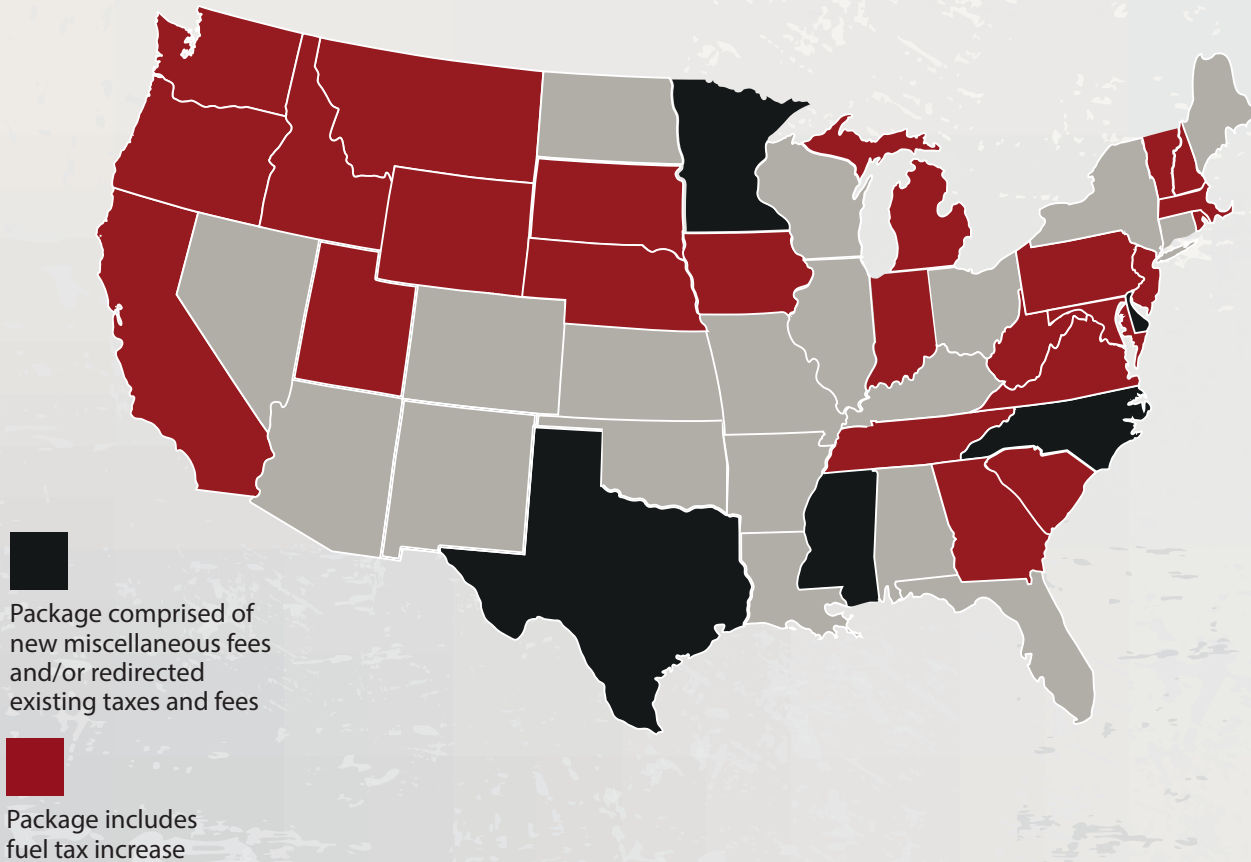 Package comprised of
new miscellaneous fees
and/or redirected
existing taxes and fees
Package includes
fuel tax increase